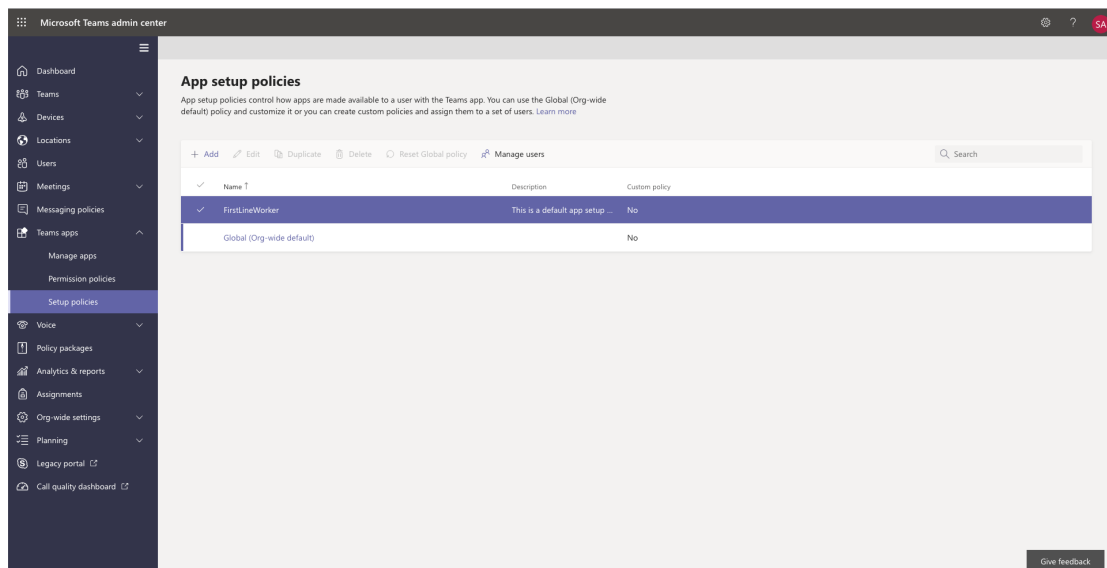 Microsoft Teams admin center
?
SA
Dashboard
Teams
Devices
Locations
Users
Meetings
Messaging policies
Teams apps
Manage apps
Permission policies
Setup policies
Voice
Policy packages
Analytics & reports
Assignments
Org-wide settings
Planning
Legacy portal
Call quality dashboard
App setup policies
App setup policies control how apps are made available to a user with the Teams app. You can use the Global (Org-wide
default) policy and customize it or you can create custom policies and assign them to a set of users. Learn more
+ Add Edit Duplicate Delete Reset Global policy Manage users Search
Name ↑ Description Custom policy
FirstLineWorker This is a default app setup ... No
Global (Org-wide default) No
Give feedback